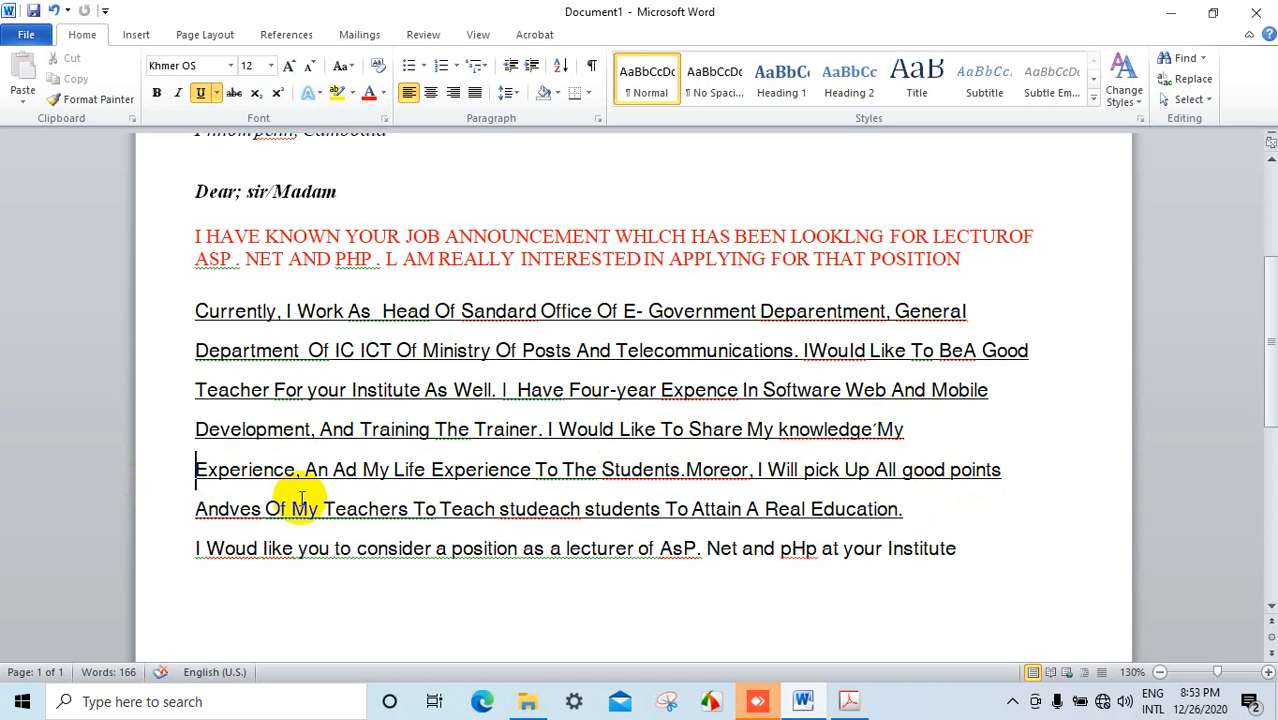 Document1 - Microsoft Word
File Home Insert Page Layout References Mailings Review View Acrobat
Paste Cut Copy Format Painter Clipboard
Khmer OS 12 Aa
B I U abc x₂ x² A A Font
Paragraph
AaBbCcDc AaBbCcDc AaBbCc AaBbCc AaB AaBbCcL AaBbCcDc
¶ Normal ¶ No Spaci... Heading 1 Heading 2 Title Subtitle Subtle Em...
Change Styles Styles
Find Replace Select Editing
Dear; sir/Madam
I HAVE KNOWN YOUR JOB ANNOUNCEMENT WHLCH HAS BEEN LOOKLNG FOR LECTUROF
ASP . NET AND PHP . L AM REALLY INTERESTED IN APPLYING FOR THAT POSITION
Currently, I Work As Head Of Sandard Office Of E- Government Deparentment, General
Department Of IC ICT Of Ministry Of Posts And Telecommunications. IWould Like To BeA Good
Teacher For your Institute As Well. | Have Four-year Expence In Software Web And Mobile
Development, And Training The Trainer. I Would Like To Share My knowledge´My
Experience, An Ad My Life Experience To The Students.Moreor, I Will pick Up All good points
Andves Of My Teachers To Teach studeach students To Attain A Real Education.
I Woud like you to consider a position as a lecturer of AsP. Net and pHp at your Institute
Page: 1 of 1 Words: 166 English (U.S.) 130%
Type here to search ENG INTL 8:53 PM 12/26/2020 2